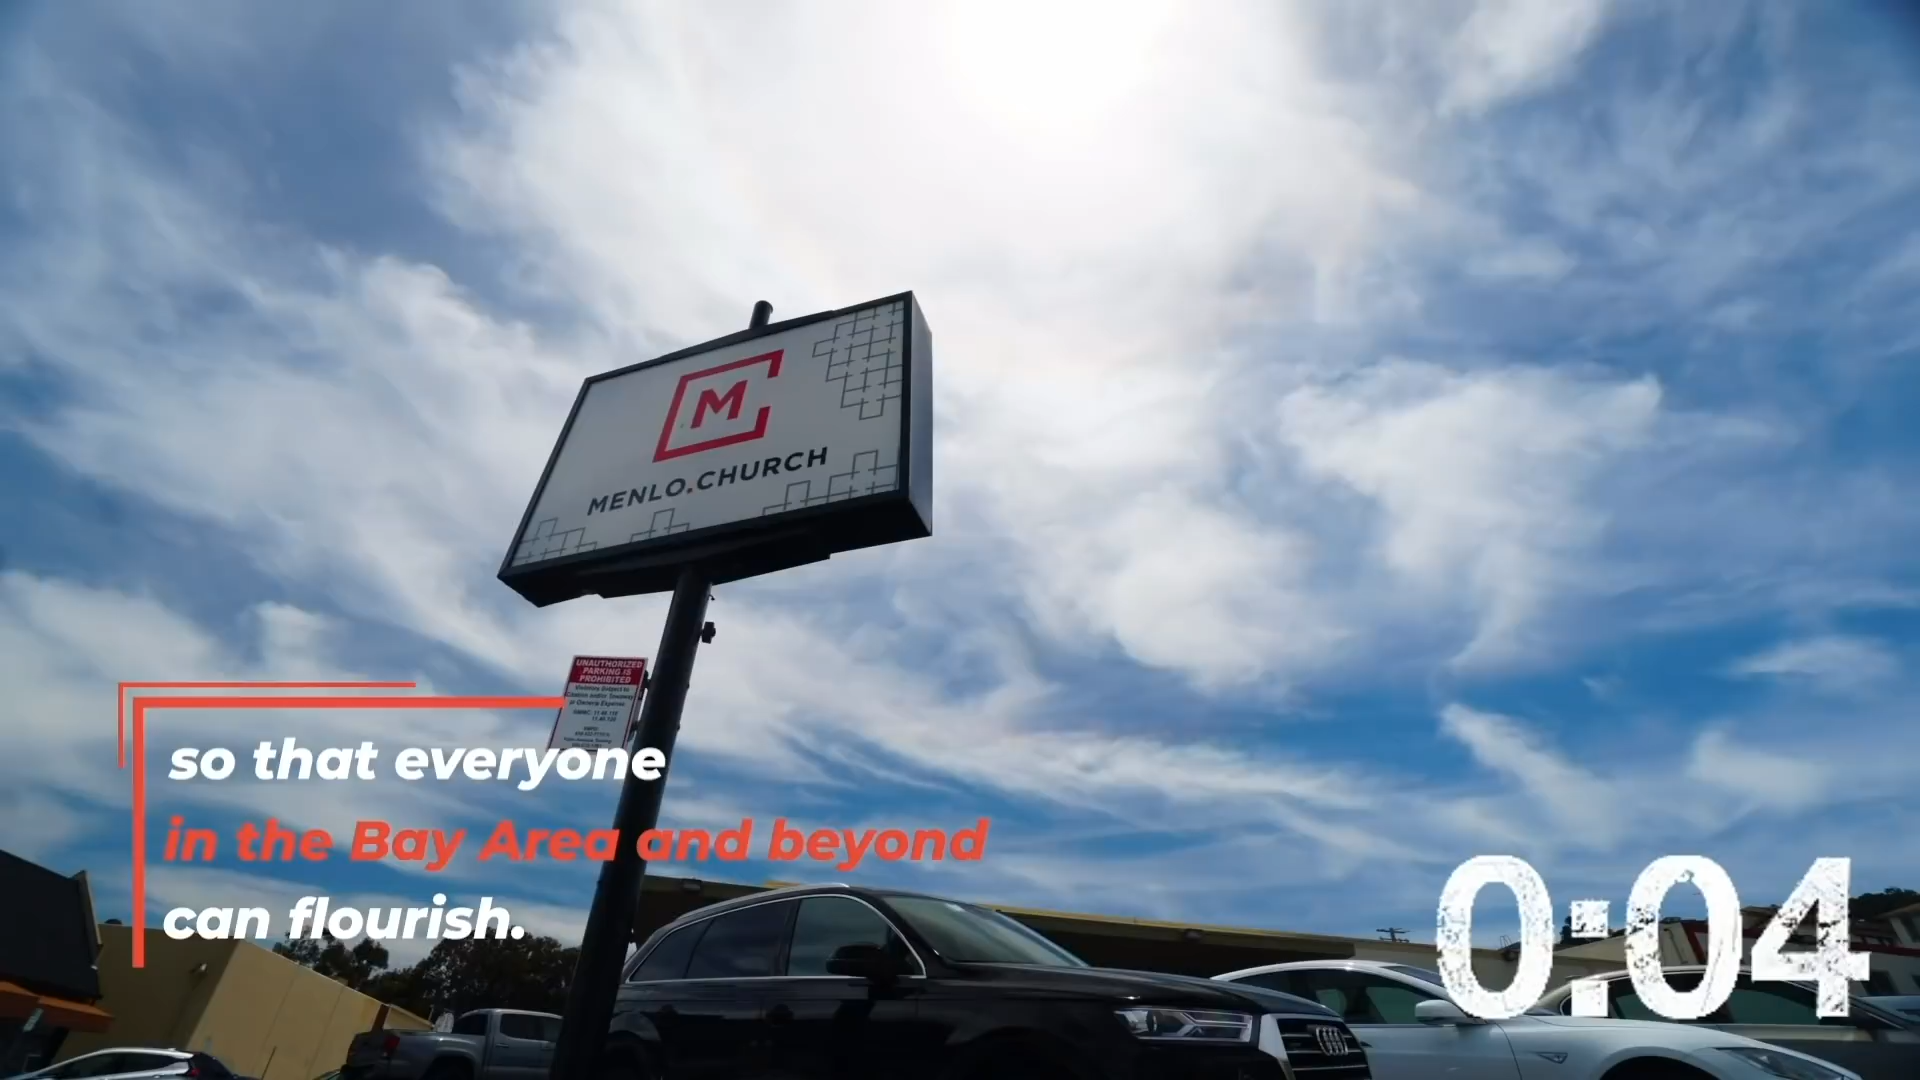 M
MENLO.CHURCH
UNAUTHORIZED
PARKING IS
PROHIBITED
so that everyone
in the Bay Area and beyond
can flourish.
0:04